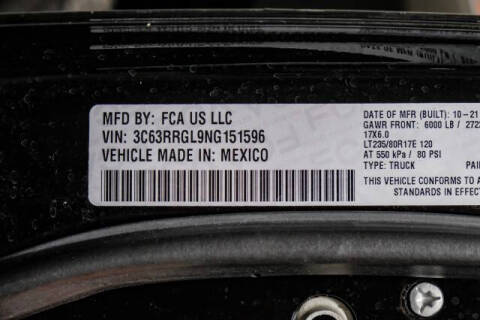 MFD BY: FCA US LLC
VIN: 3C63RRGL9NG151596
VEHICLE MADE IN: MEXICO
DATE OF MFR (BUILT): 10-21
GAWR FRONT: 6000 LB / 272
17X6.0
LT235/80R17E 120
AT 550 kPa / 80 PSI
TYPE: TRUCK PAI
THIS VEHICLE CONFORMS TO A
STANDARDS IN EFFECT